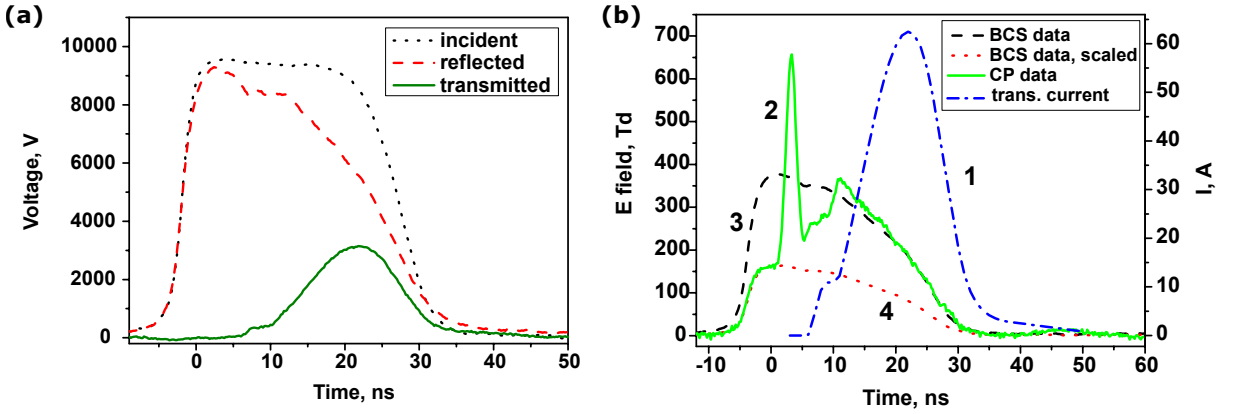 (a)
10000
8000
6000
4000
2000
0
Voltage, V
0
10
20
30
40
50
Time, ns
incident
reflected
transmitted
(b)
700
600
500
400
300
200
100
0
E field, Td
-10
0
10
20
30
40
50
60
Time, ns
60
50
40
30
20
10
0
I, A
BCS data
BCS data, scaled
CP data
trans. current
2
1
3
4